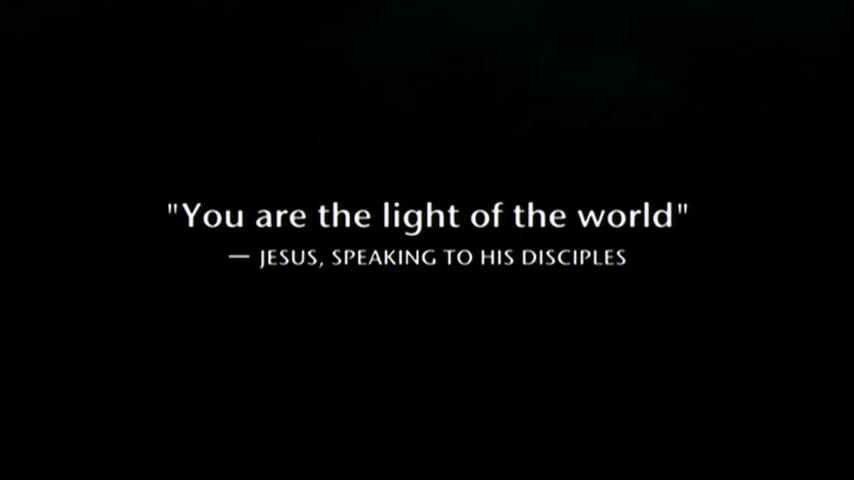 "You are the light of the world"
— JESUS, SPEAKING TO HIS DISCIPLES